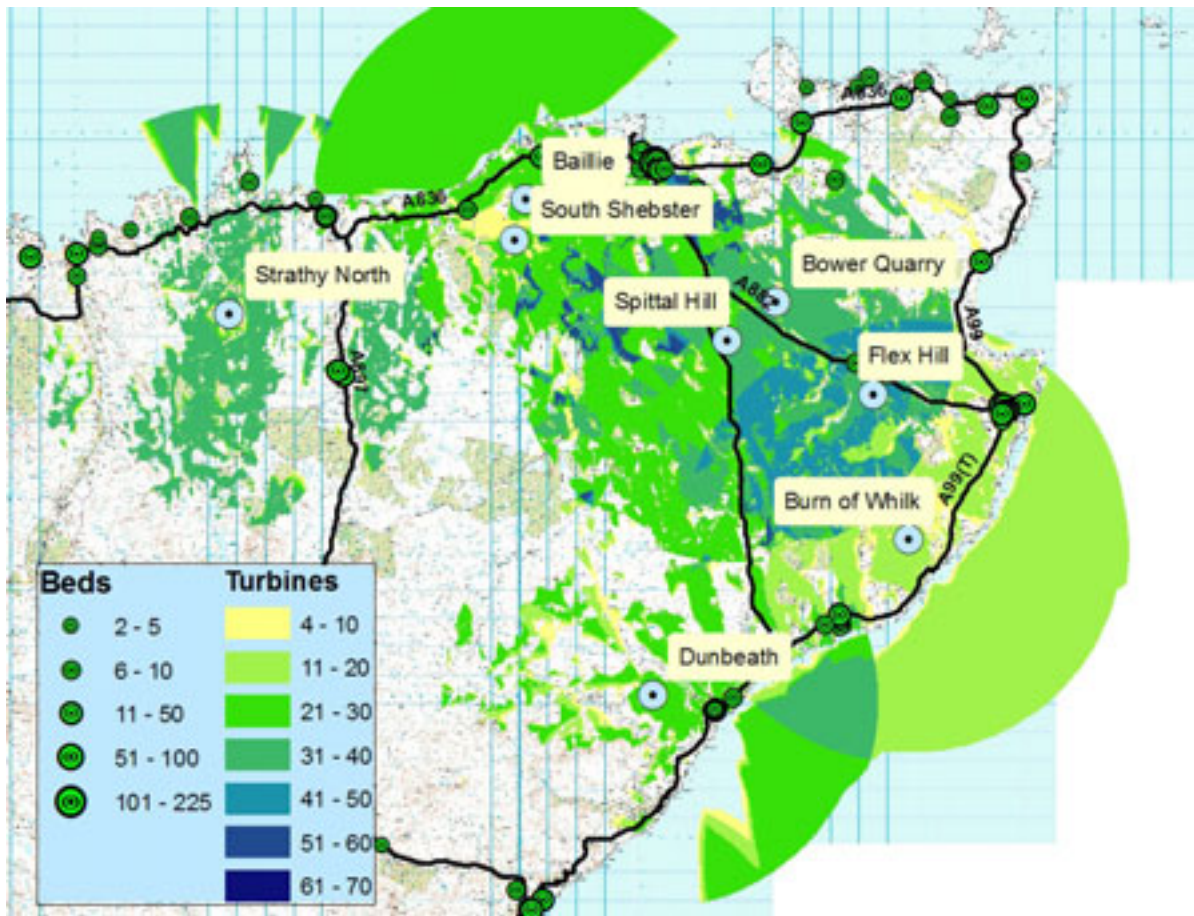 A836
Baillie
A836
South Shebster
Strathy North
Bower Quarry
Spittal Hill
A882
A99
Flex Hill
A99(T)
Burn of Whilk
Dunbeath
Beds
2 - 5
6 - 10
11 - 50
51 - 100
101 - 225
Turbines
4 - 10
11 - 20
21 - 30
31 - 40
41 - 50
51 - 60
61 - 70